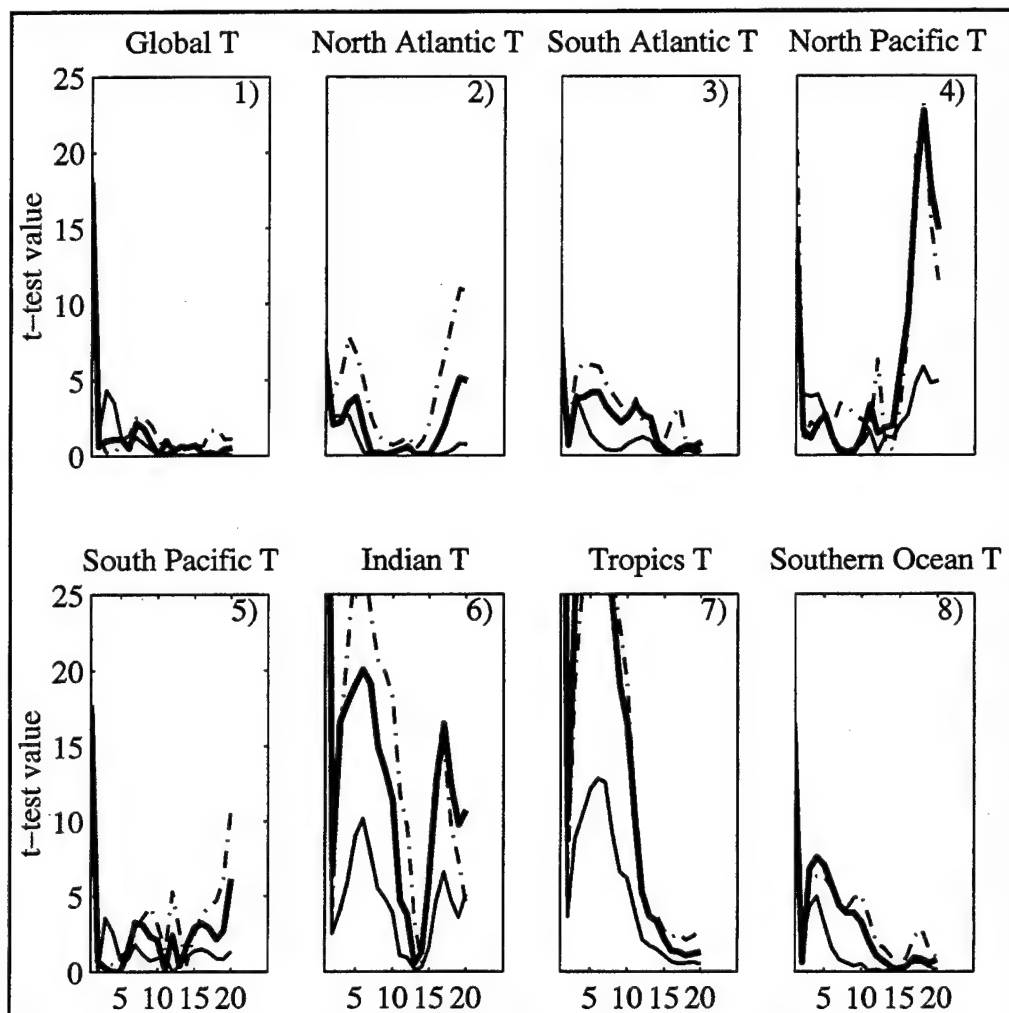 Global T North Atlantic T South Atlantic T North Pacific T
25 1) 2) 3) 4)
20
15
10
5
0
t–test value
South Pacific T Indian T Tropics T Southern Ocean T
25 5) 6) 7) 8)
20
15
10
5
0
t–test value
5 10 15 20 5 10 15 20 5 10 15 20 5 10 15 20